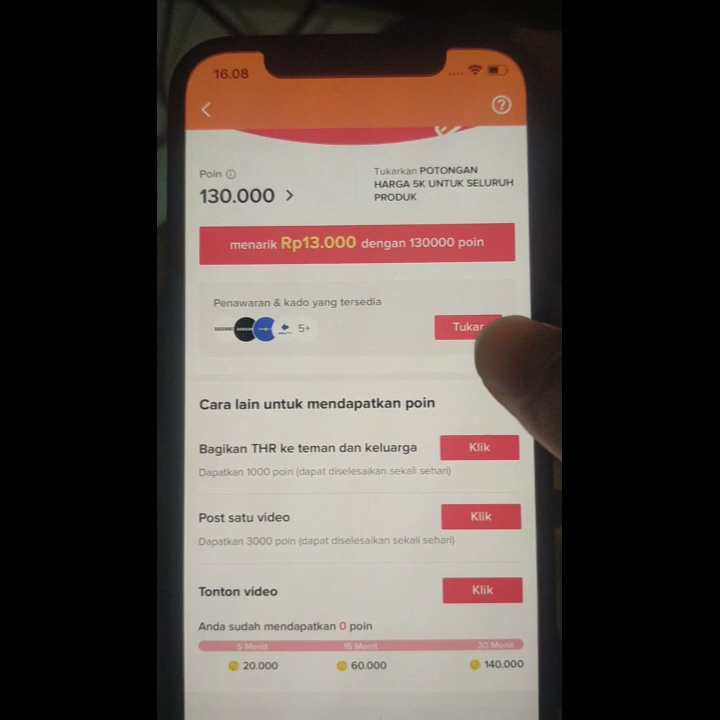 16.08
Poin
130.000
Tukarkan POTONGAN
HARGA 5K UNTUK SELURUH
PRODUK
menarik Rp13.000 dengan 130000 poin
Penawaran & kado yang tersedia
5+
Tukar
Cara lain untuk mendapatkan poin
Bagikan THR ke teman dan keluarga
Klik
Dapatkan 1000 poin (dapat diselesaikan sekali sehari)
Post satu video
Klik
Dapatkan 3000 poin (dapat diselesaikan sekali sehari)
Tonton video
Klik
Anda sudah mendapatkan 0 poin
5 Menit
15 Menit
30 Menit
20.000
60.000
140.000